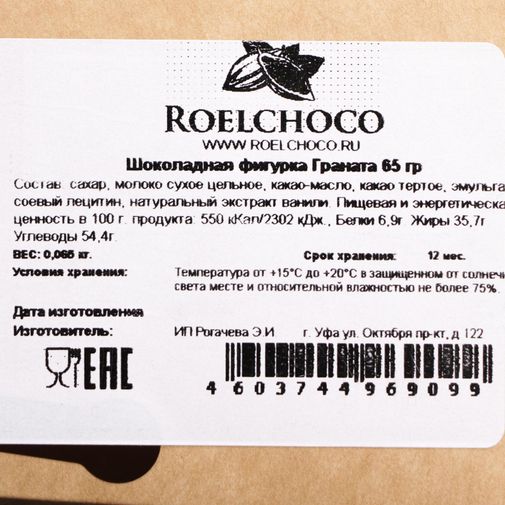 ROELCHOCO
WWW.ROELCHOCO.RU
Шоколадная фигурка Граната 65 гр
Состав: сахар, молоко сухое цельное, какао-масло, какао тертое, эмульга
соевый лецитин, натуральный экстракт ванили. Пищевая и энергетическа
ценность в 100 г. продукта: 550 кКал/2302 кДж., Белки 6,9г. Жиры 35,7г
Углеводы 54,4г.
ВЕС: 0,065 кг. Срок хранения: 12 мес.
Условия хранения: Температура от +15°С до +20°С в защищенном от солнечн
света месте и относительной влажностью не более 75%.
Дата изготовления
Изготовитель: ИП Рогачева Э.И г. Уфа ул. Октября пр-кт, д 122
EAC
4603744969099